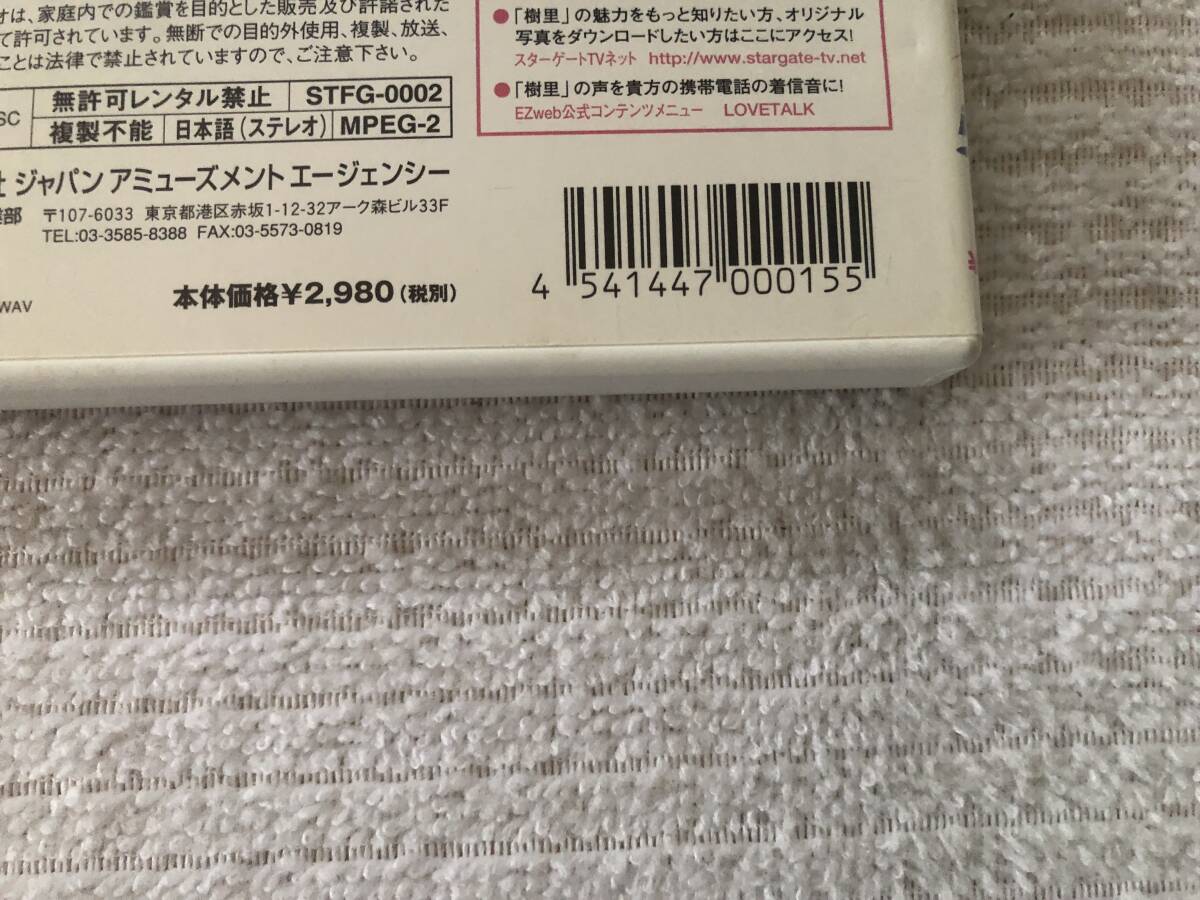 オは、家庭内での鑑賞を目的とした販売及び許諾された
て許可されています。無断での目的外使用、複製、放送、
ことは法律で禁止されていますので、ご注意下さい。
SC 無許可レンタル禁止 STFG-0002
複製不能 日本語(ステレオ) MPEG-2
ジャパン アミューズメント エージェンシー
業部 〒107-6033 東京都港区赤坂1-12-32アーク森ビル33F
TEL:03-3585-8388 FAX:03-5573-0819
WAV
本体価格¥2,980(税別)
●「樹里」の魅力をもっと知りたい方、オリジナル
写真をダウンロードしたい方はここにアクセス!
スターゲートTVネット http://www.stargate-tv.net
●「樹里」の声を貴方の携帯電話の着信音に!
EZweb公式コンテンツメニュー LOVETALK
4 541447 000155